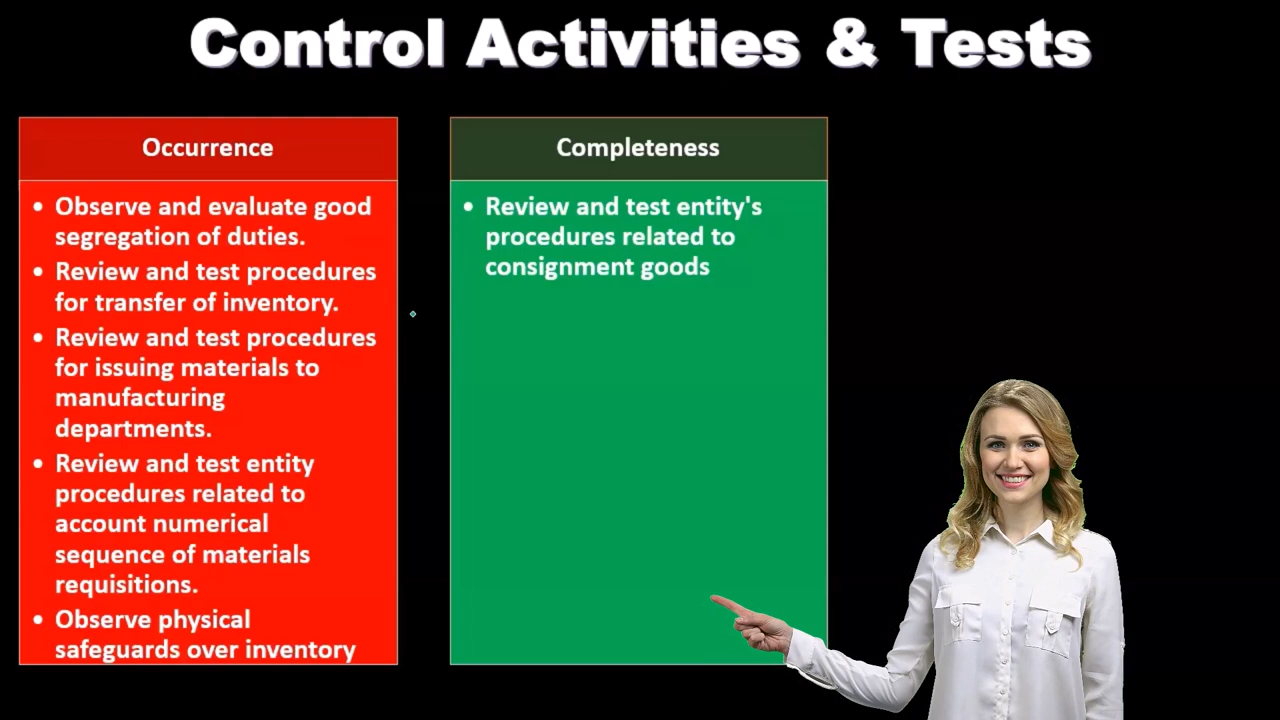 Control Activities & Tests
Occurrence
• Observe and evaluate good
segregation of duties.
• Review and test procedures
for transfer of inventory.
• Review and test procedures
for issuing materials to
manufacturing
departments.
• Review and test entity
procedures related to
account numerical
sequence of materials
requisitions.
• Observe physical
safeguards over inventory
Completeness
• Review and test entity's
procedures related to
consignment goods